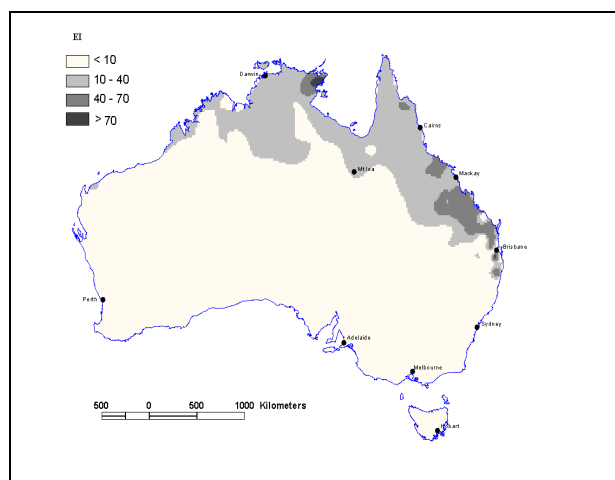 EI
< 10
10 - 40
40 - 70
> 70
Darwin
Cairns
Mackay
Mt Isa
Brisbane
Perth
Sydney
Adelaide
Melbourne
Hobart
500 0 500 1000 Kilometers